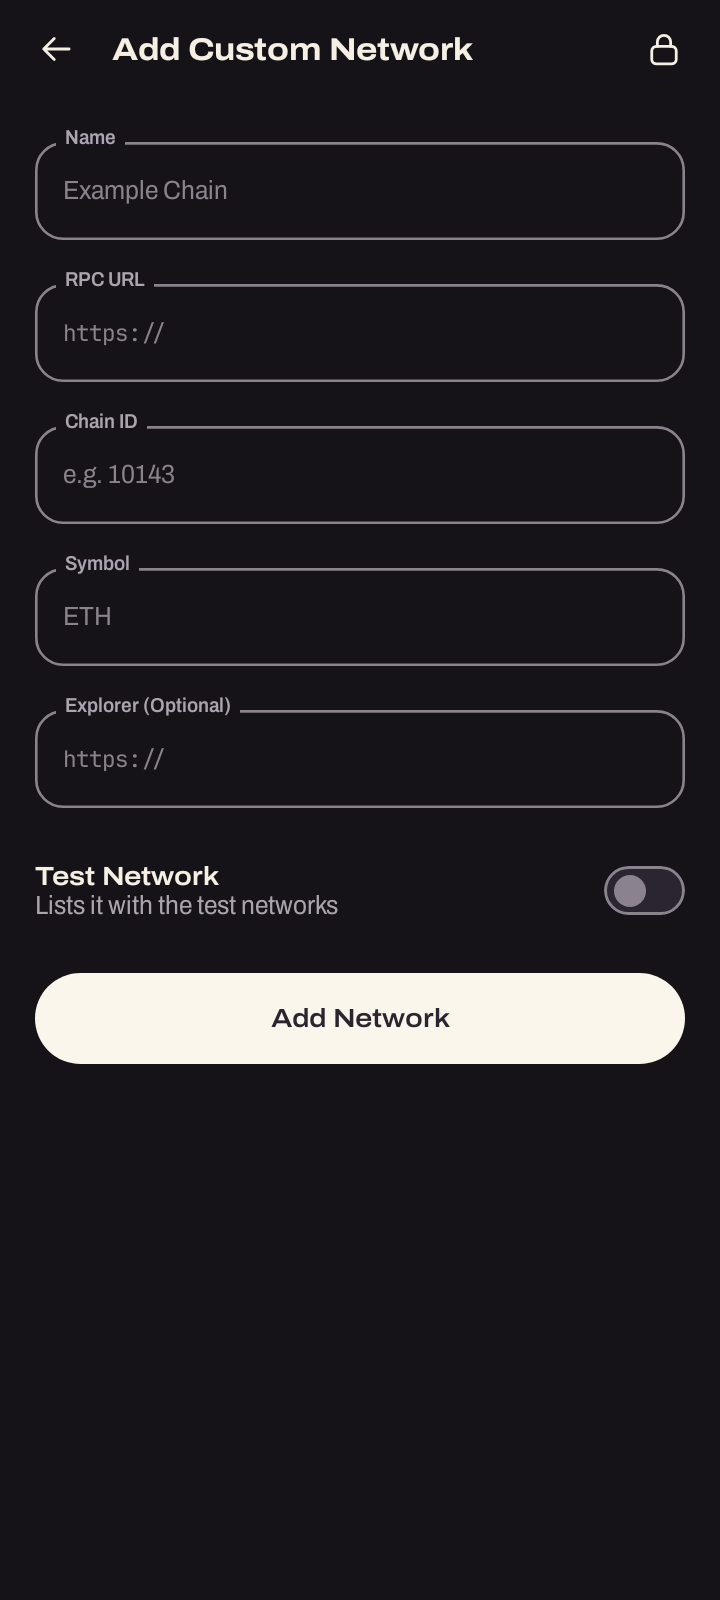 Add Custom Network
Name
Example Chain
RPC URL
https://
Chain ID
e.g. 10143
Symbol
ETH
Explorer (Optional)
https://
Test Network
Lists it with the test networks
Add Network